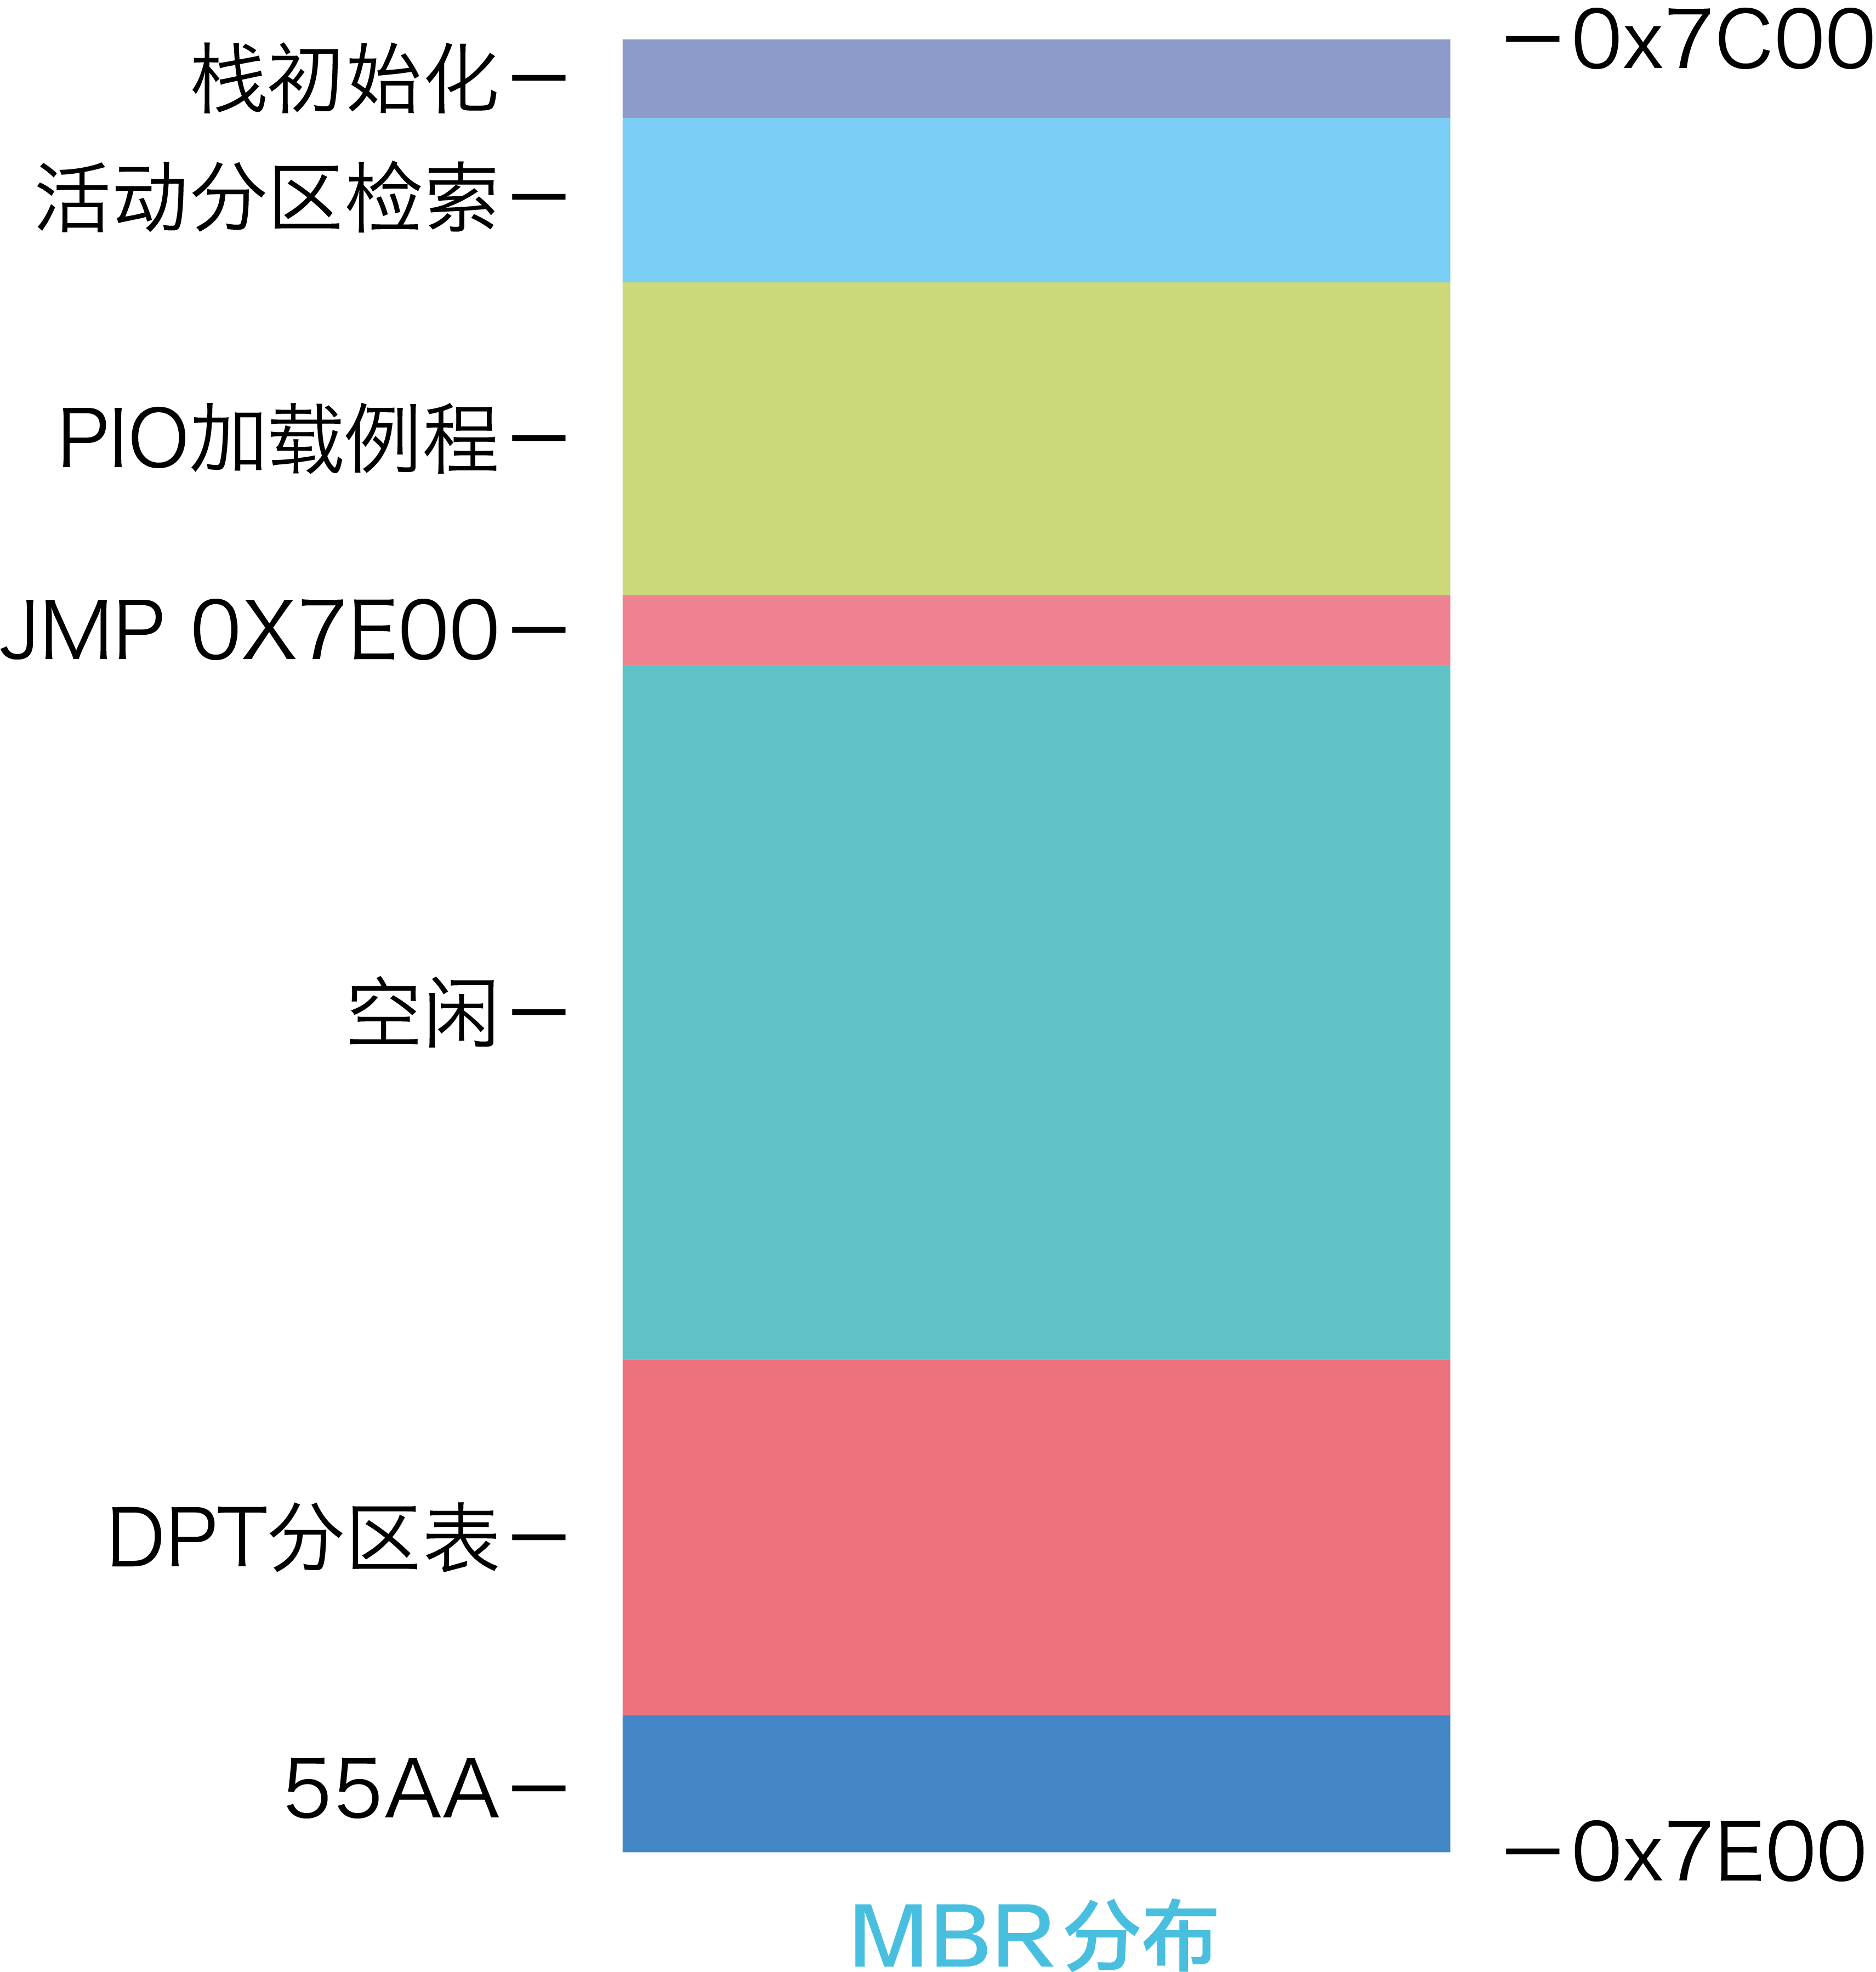 0x7C00
栈初始化
活动分区检索
PIO加载例程
JMP 0X7E00
空闲
DPT分区表
55AA
0x7E00
MBR分布